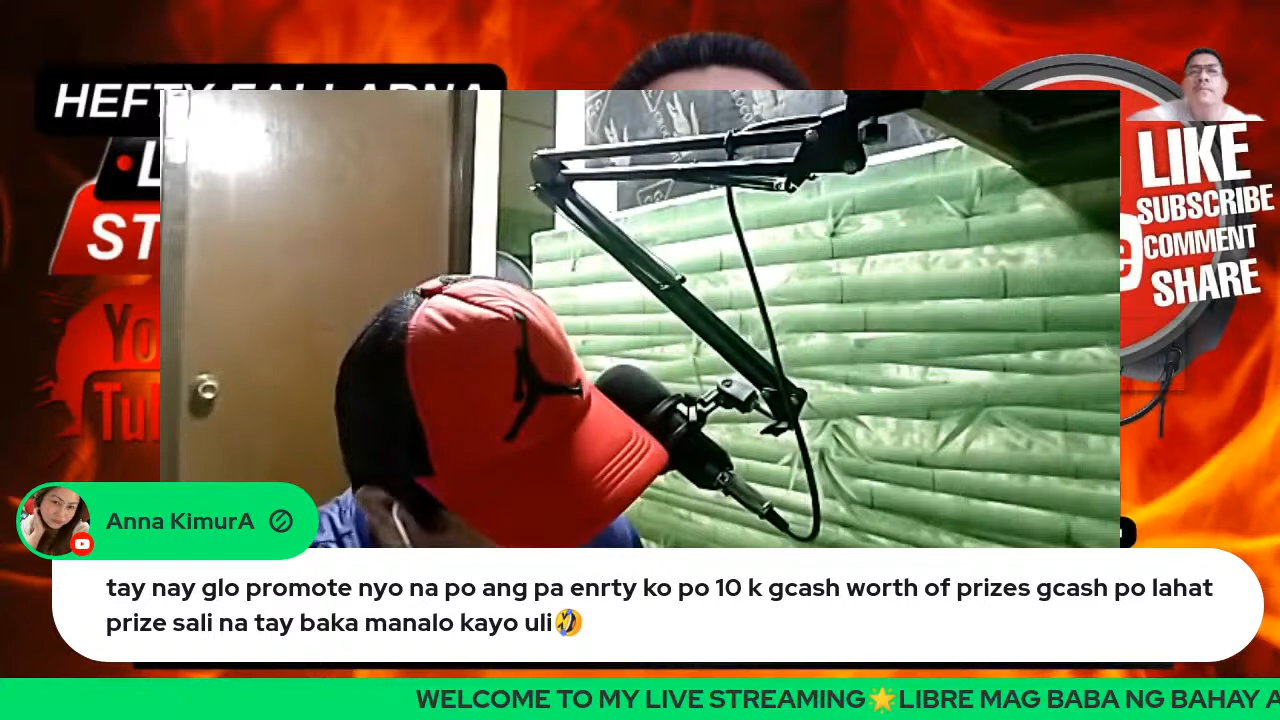 LIKE
SUBSCRIBE
COMMENT
SHARE
ST
Anna KimurA
tay nay glo promote nyo na po ang pa enrty ko po 10 k gcash worth of prizes gcash po lahat
prize sali na tay baka manalo kayo uli🤣
WELCOME TO MY LIVE STREAMING🌟LIBRE MAG BABA NG BAHAY A